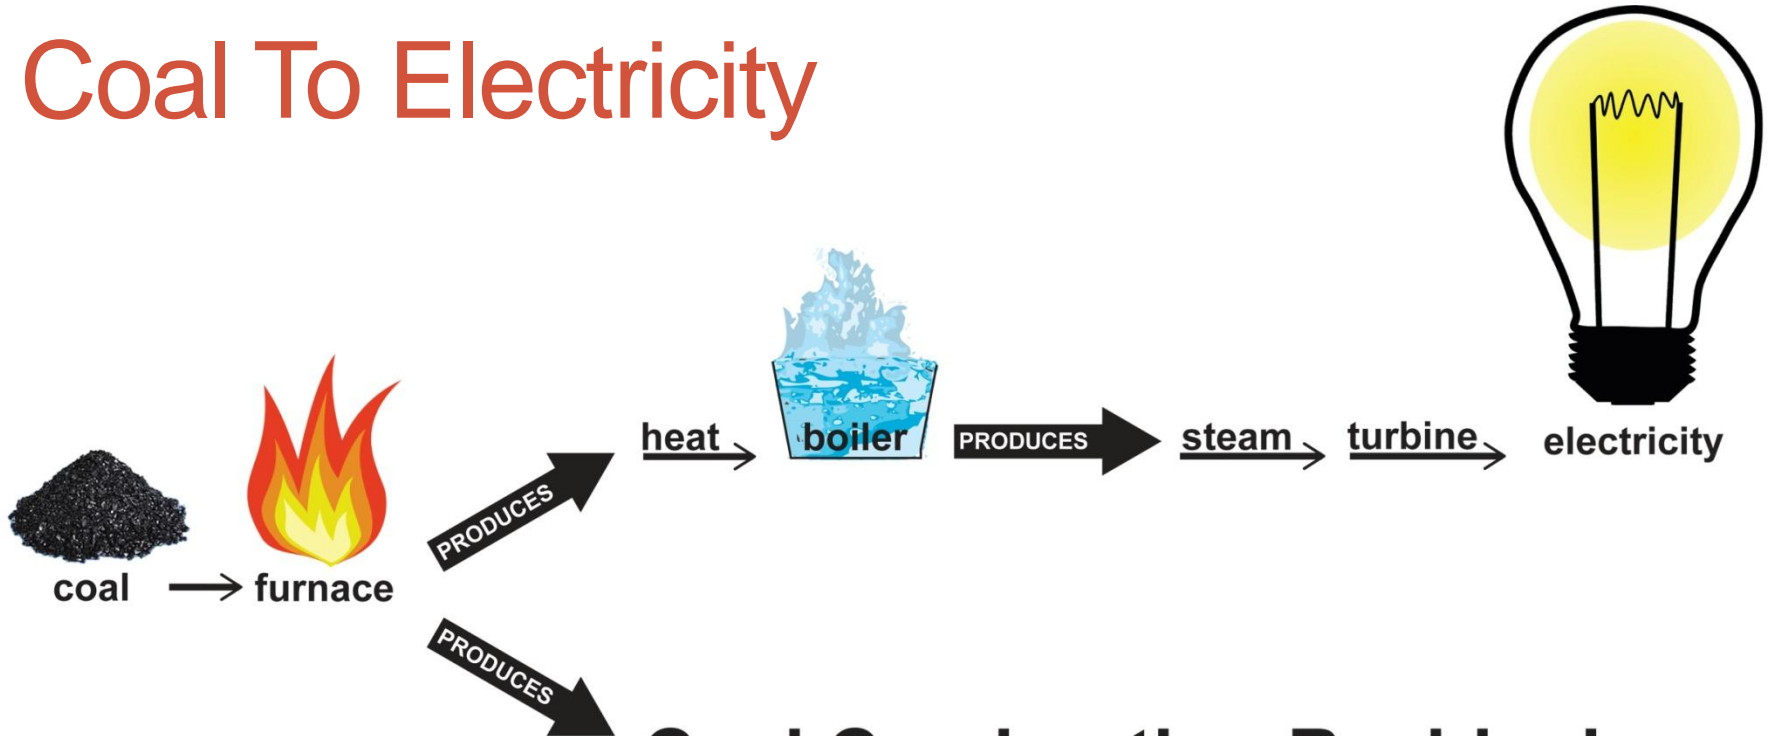 Coal To Electricity
heat
boiler
PRODUCES
steam
turbine
electricity
PRODUCES
coal
furnace
PRODUCES